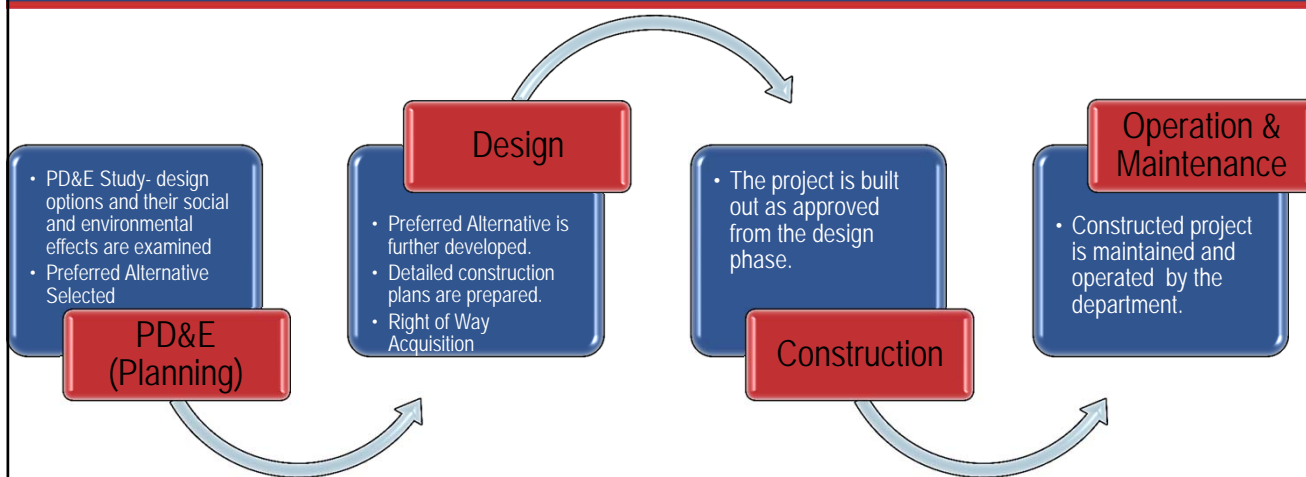 • PD&E Study- design
options and their social
and environmental
effects are examined
• Preferred Alternative
Selected
PD&E
(Planning)
Design
• Preferred Alternative is
further developed.
• Detailed construction
plans are prepared.
• Right of Way
Acquisition
• The project is built
out as approved
from the design
phase.
Construction
Operation &
Maintenance
• Constructed project
is maintained and
operated by the
department.